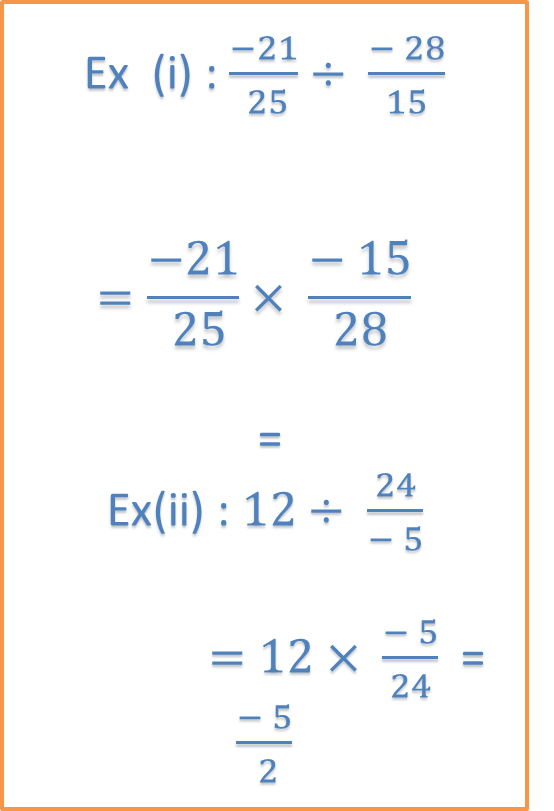 Ex (i) : −21/25 ÷ − 28/15
= −21/25 × − 15/28
=
Ex(ii) : 12 ÷ 24/− 5
= 12 × − 5/24 =
− 5/2